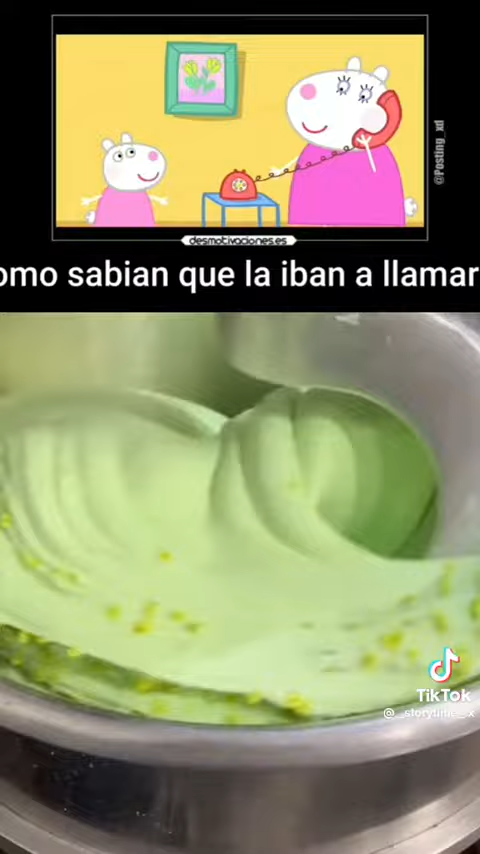 @Posting_xd
desmotivaciones.es
omo sabian que la iban a llamar
TikTok
@_storytime_x